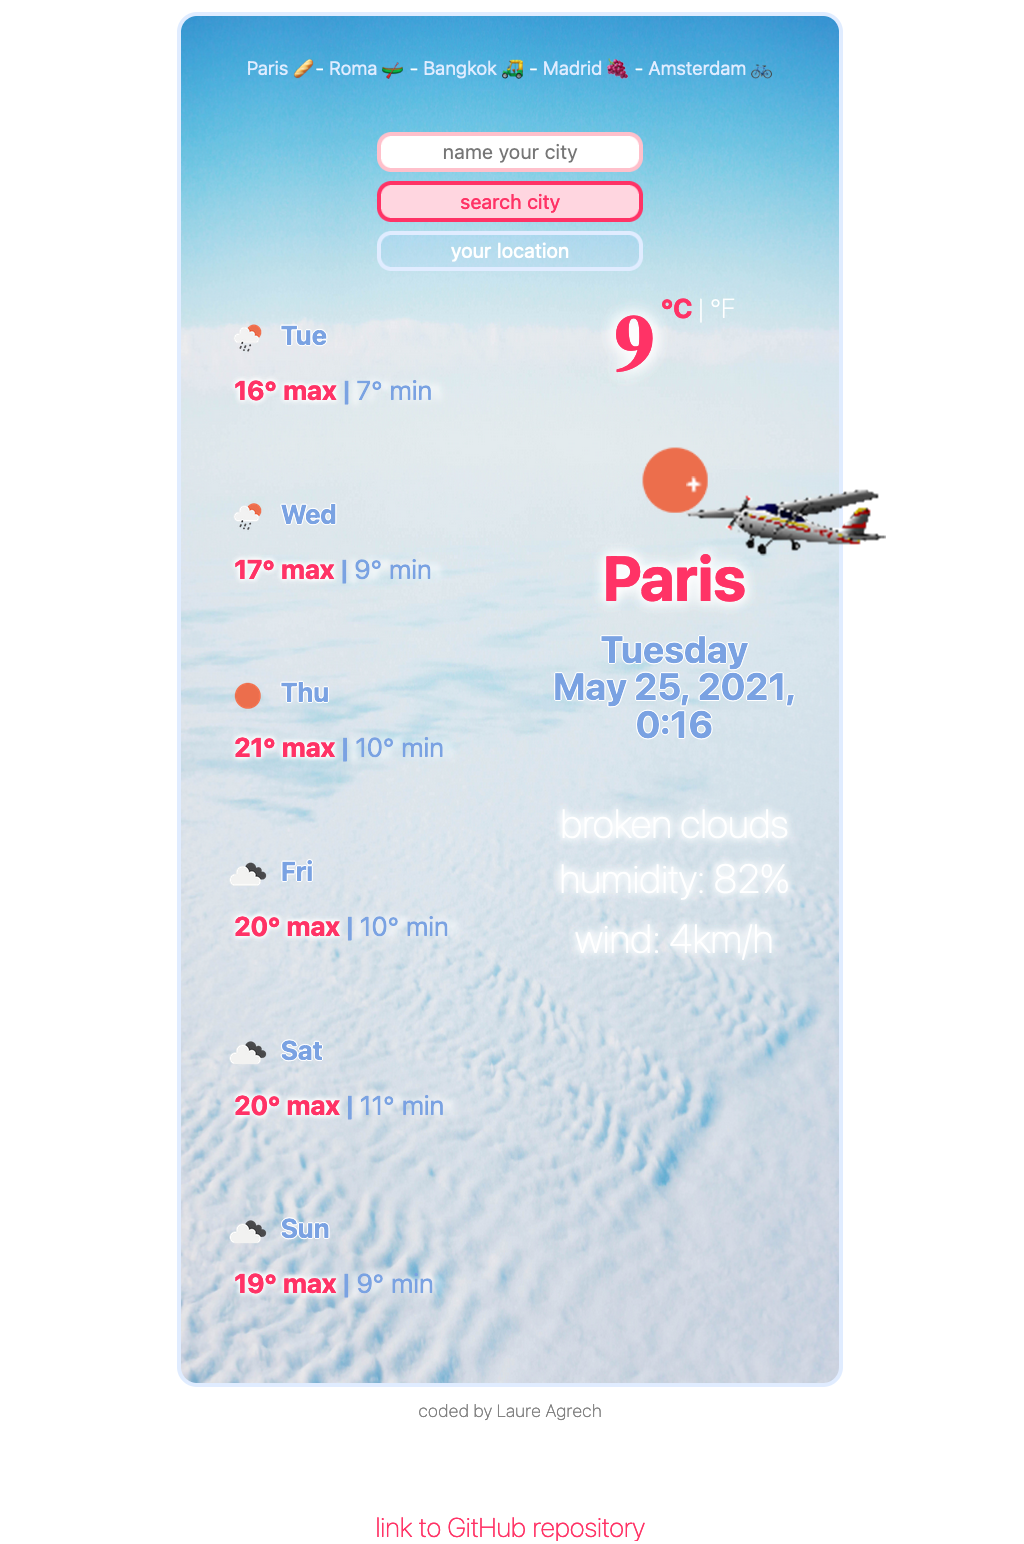 Paris 🥖- Roma 🛶 - Bangkok 🛺 - Madrid 🍇 - Amsterdam 🚲
name your city
search city
your location
9 °C | °F
Tue
16° max | 7° min
Wed
17° max | 9° min
Thu
21° max | 10° min
Fri
20° max | 10° min
Sat
20° max | 11° min
Sun
19° max | 9° min
Paris
Tuesday
May 25, 2021,
0:16
broken clouds
humidity: 82%
wind: 4km/h
coded by Laure Agrech
link to GitHub repository